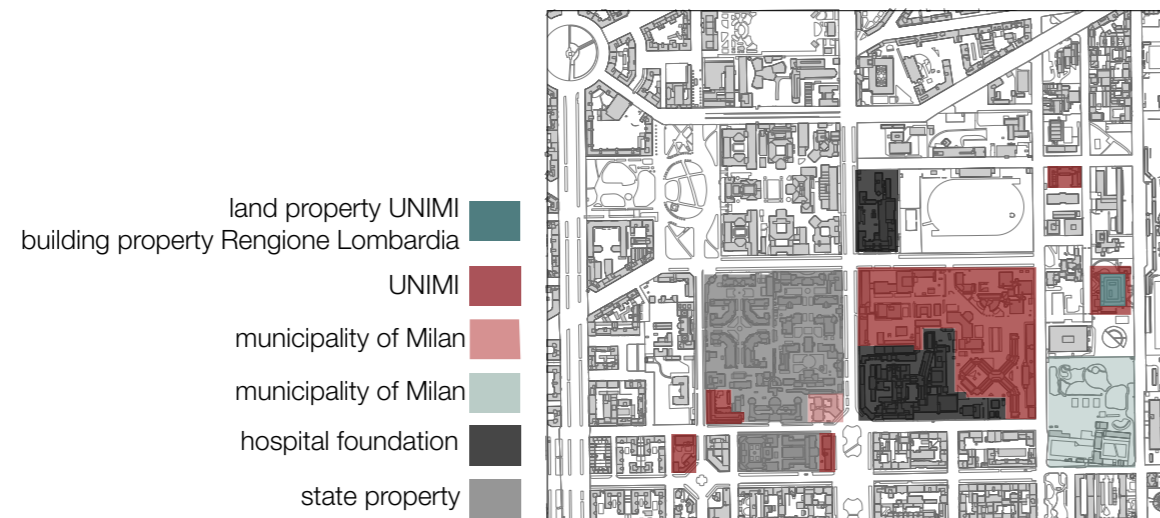 land property UNIMI
building property Rengione Lombardia
UNIMI
municipality of Milan
municipality of Milan
hospital foundation
state property